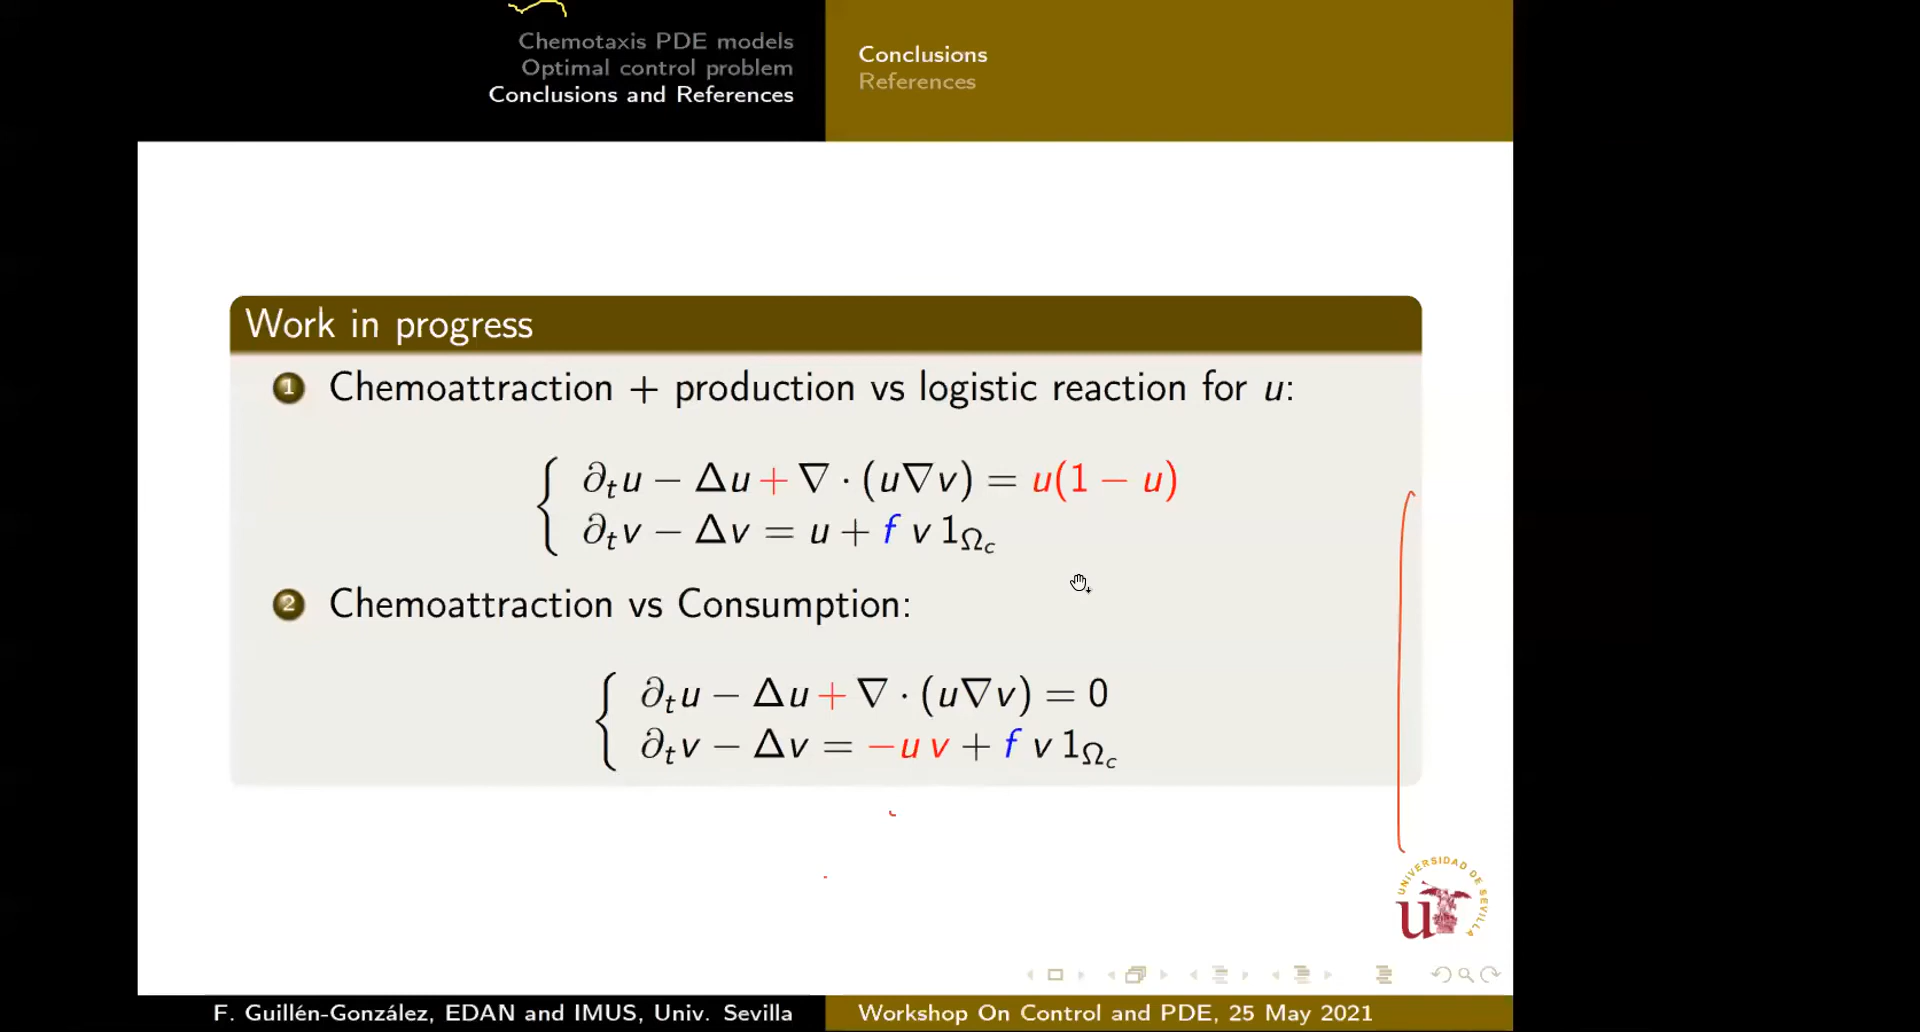 Chemotaxis PDE models
Optimal control problem
Conclusions and References
Conclusions
References
Work in progress
1 Chemoattraction + production vs logistic reaction for u:
∂ₜu − Δu + ∇ · (u∇v) = u(1 − u)
∂ₜv − Δv = u + f v 1_{Ω_c}
2 Chemoattraction vs Consumption:
∂ₜu − Δu + ∇ · (u∇v) = 0
∂ₜv − Δv = −u v + f v 1_{Ω_c}
UNIVERSIDAD DE SEVILLA
u
F. Guillén-González, EDAN and IMUS, Univ. Sevilla
Workshop On Control and PDE, 25 May 2021